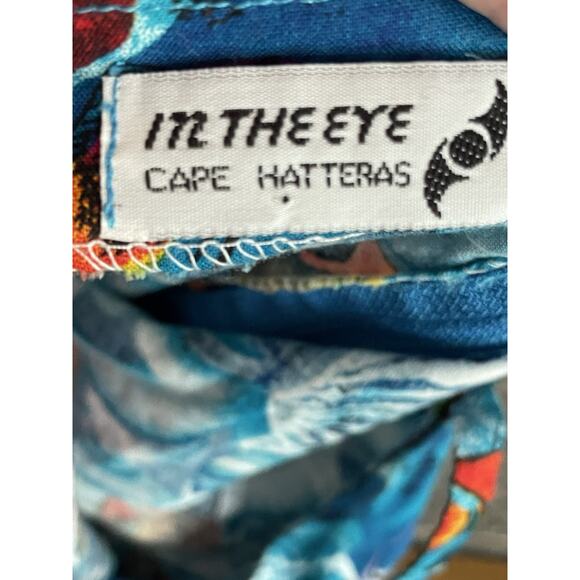 IN THE EYE
CAPE HATTERAS